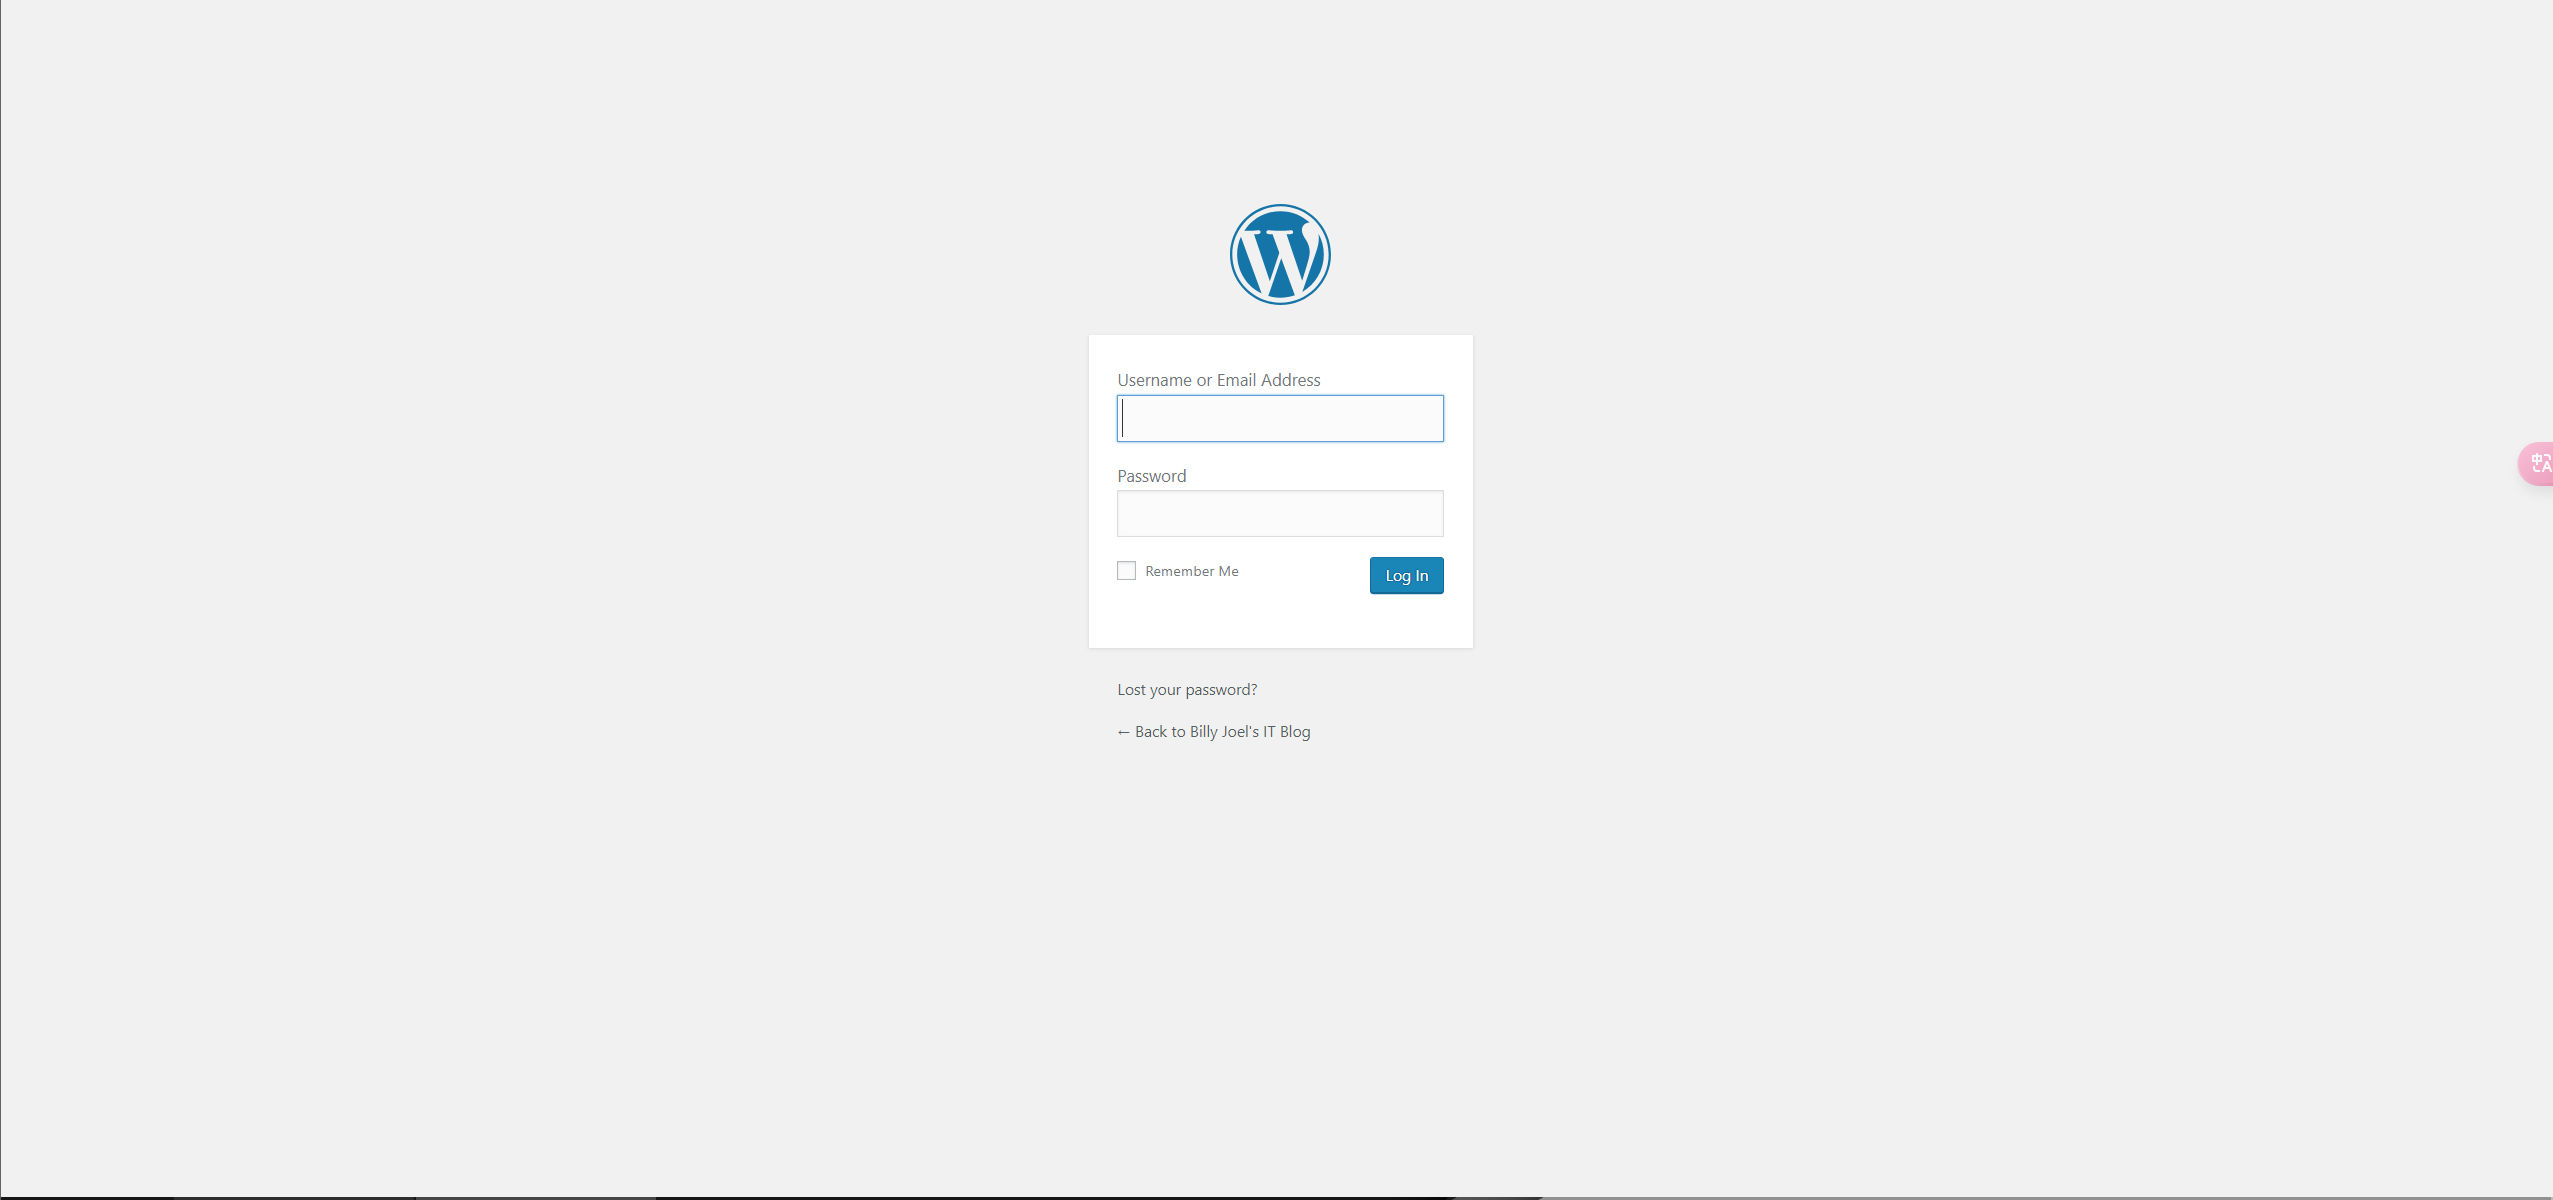 Username or Email Address
Password
Remember Me
Log In
Lost your password?
← Back to Billy Joel's IT Blog